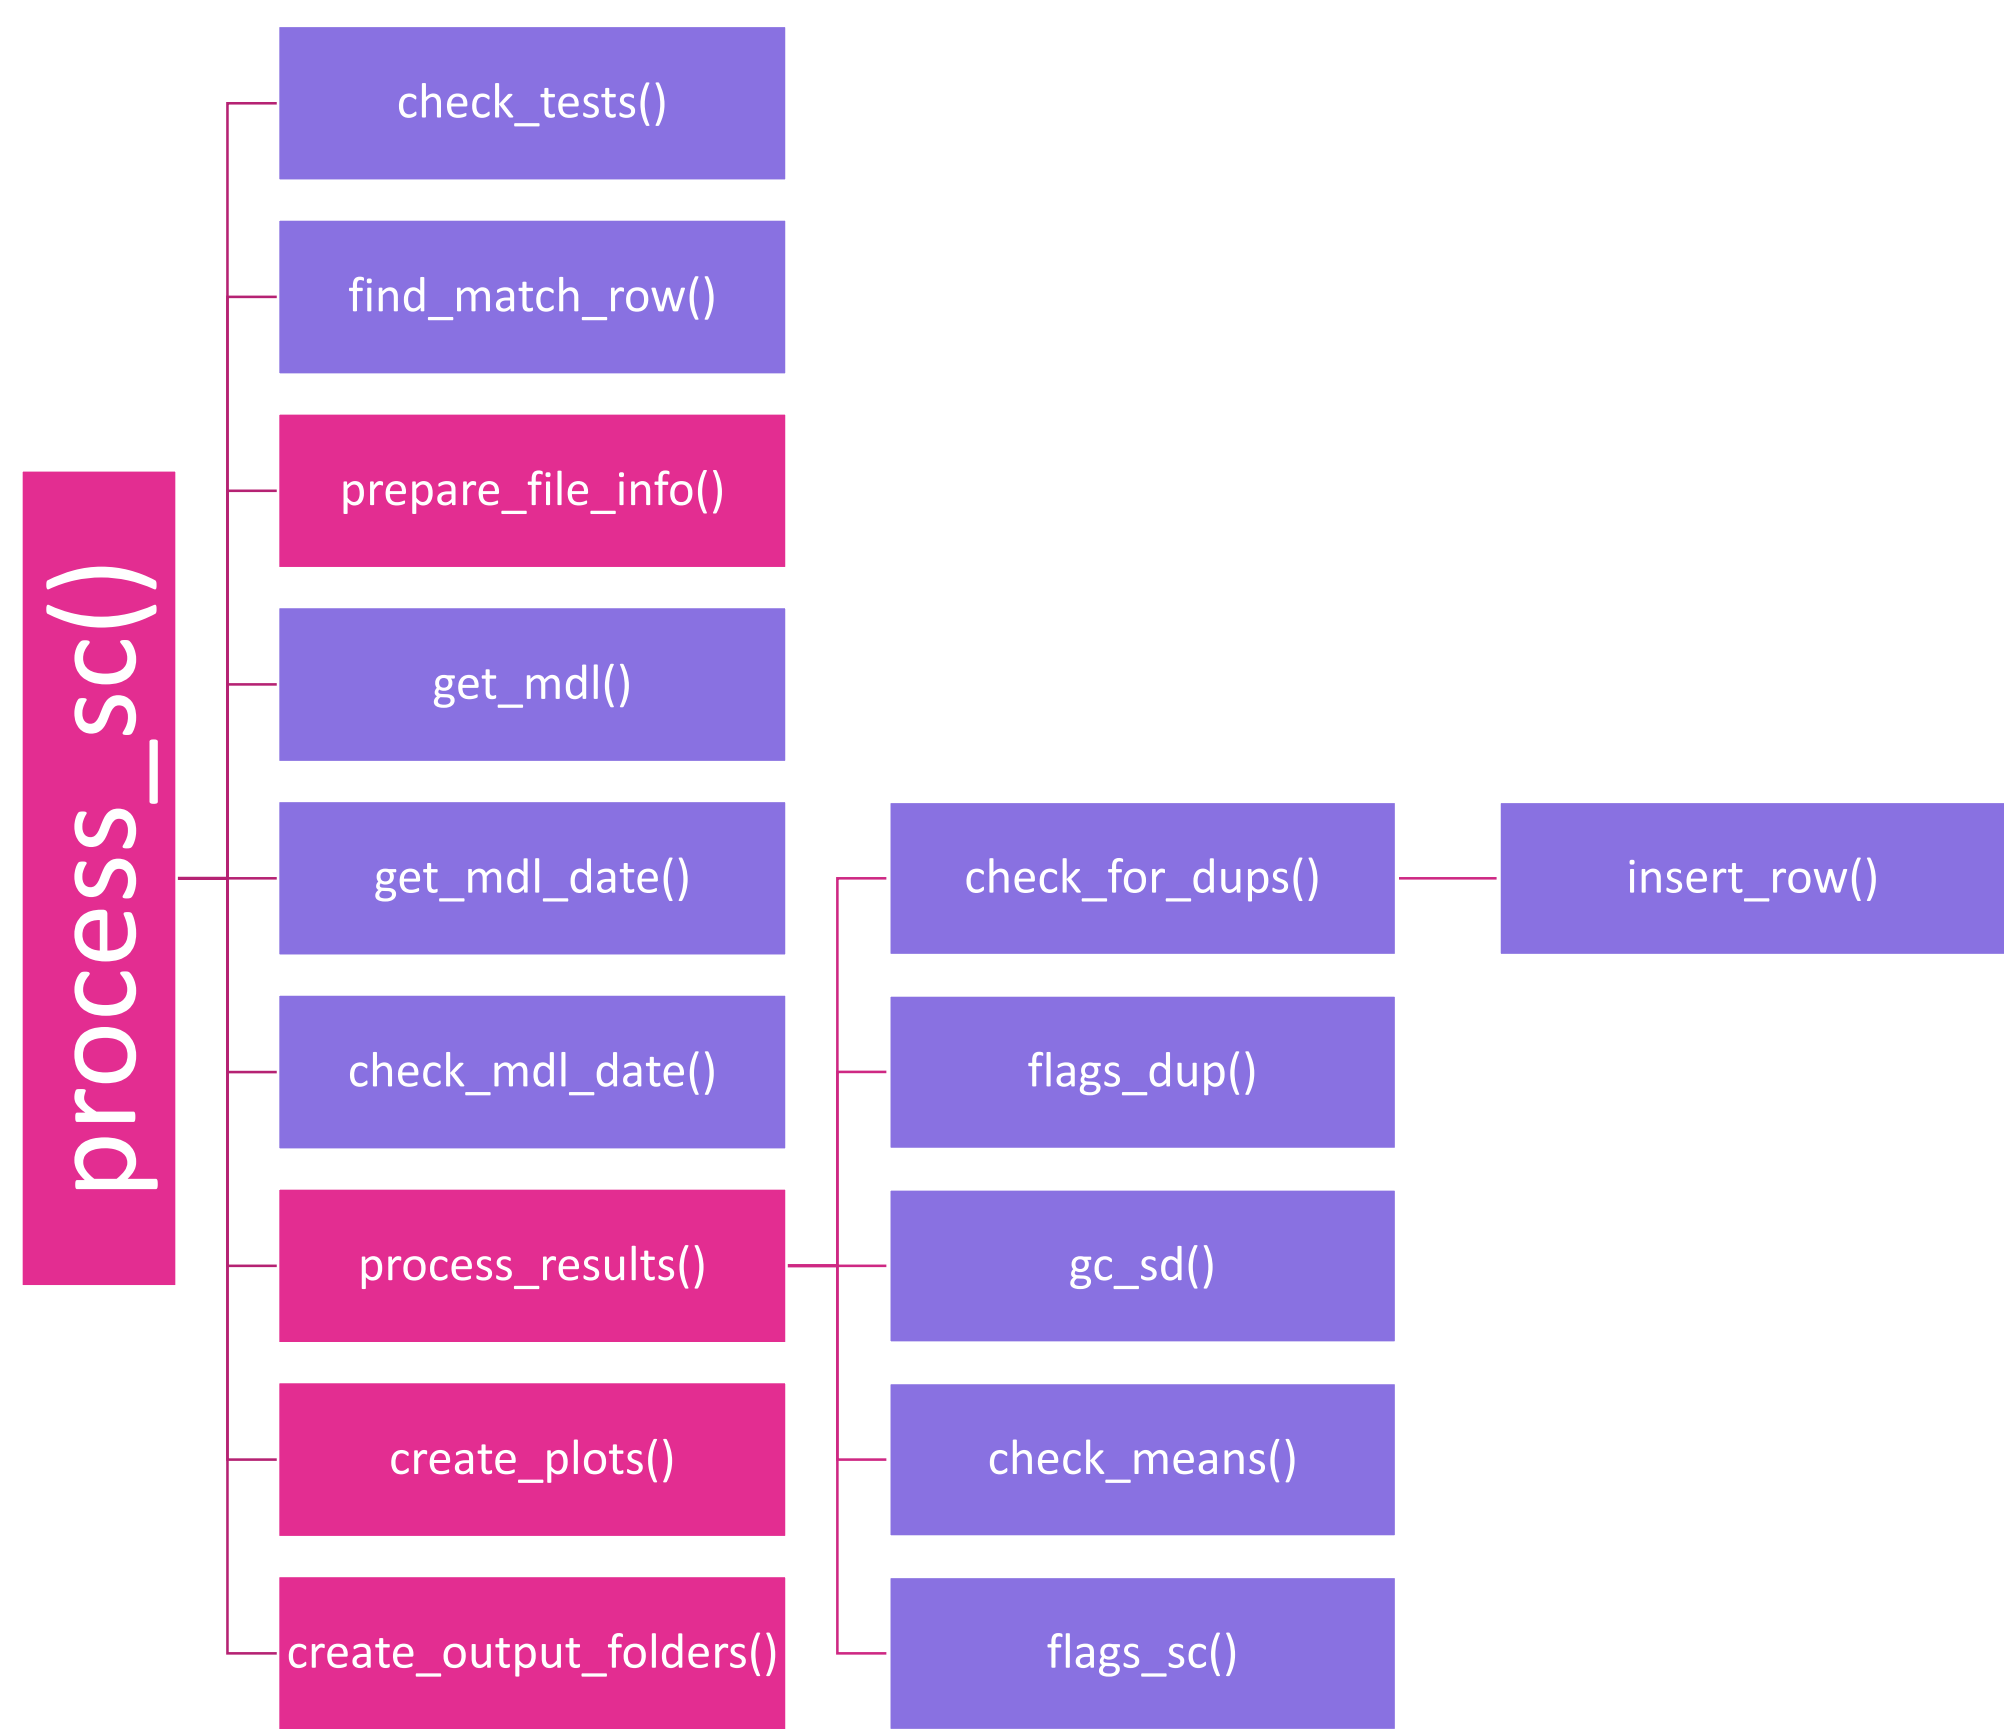 process_sc()
check_tests()
find_match_row()
prepare_file_info()
get_mdl()
get_mdl_date()
check_mdl_date()
process_results()
create_plots()
create_output_folders()
check_for_dups()
flags_dup()
gc_sd()
check_means()
flags_sc()
insert_row()